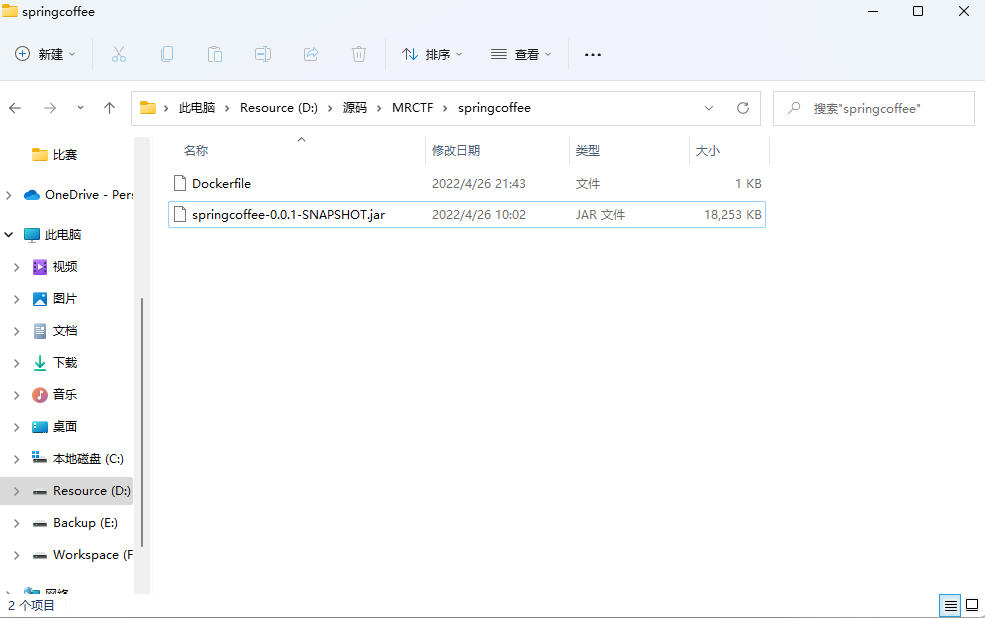 springcoffee
新建 排序 查看
此电脑 Resource (D:) 源码 MRCTF springcoffee 搜索"springcoffee"
名称 修改日期 类型 大小
Dockerfile 2022/4/26 21:43 文件 1 KB
springcoffee-0.0.1-SNAPSHOT.jar 2022/4/26 10:02 JAR 文件 18,253 KB
比赛
OneDrive - Pers
此电脑
视频
图片
文档
下载
音乐
桌面
本地磁盘 (C:)
Resource (D:)
Backup (E:)
Workspace (F
网络
2 个项目